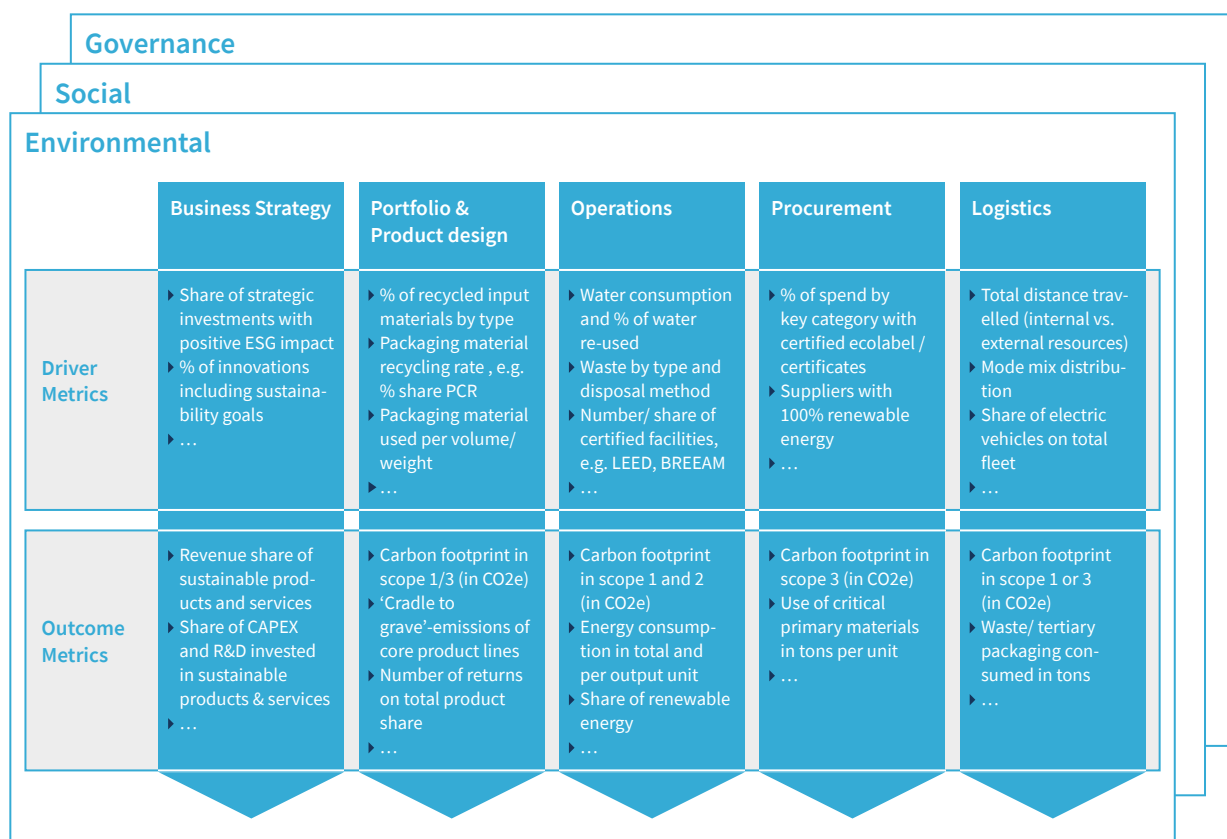 Governance
Social
Environmental
Business Strategy
Portfolio &
Product design
Operations
Procurement
Logistics
Driver
Metrics
Share of strategic
investments with
positive ESG impact
% of innovations
including sustaina-
bility goals
…
% of recycled input
materials by type
Packaging material
recycling rate , e.g.
% share PCR
Packaging material
used per volume/
weight
…
Water consumption
and % of water
re-used
Waste by type and
disposal method
Number/ share of
certified facilities,
e.g. LEED, BREEAM
…
% of spend by
key category with
certified ecolabel /
certificates
Suppliers with
100% renewable
energy
…
Total distance trav-
elled (internal vs.
external resources)
Mode mix distribu-
tion
Share of electric
vehicles on total
fleet
…
Outcome
Metrics
Revenue share of
sustainable prod-
ucts and services
Share of CAPEX
and R&D invested
in sustainable
products & services
…
Carbon footprint in
scope 1/3 (in CO2e)
‘Cradle to
grave’-emissions of
core product lines
Number of returns
on total product
share
…
Carbon footprint
in scope 1 and 2
(in CO2e)
Energy consump-
tion in total and
per output unit
Share of renewable
energy
…
Carbon footprint in
scope 3 (in CO2e)
Use of critical
primary materials
in tons per unit
…
Carbon footprint
in scope 1 or 3
(in CO2e)
Waste/ tertiary
packaging con-
sumed in tons
…